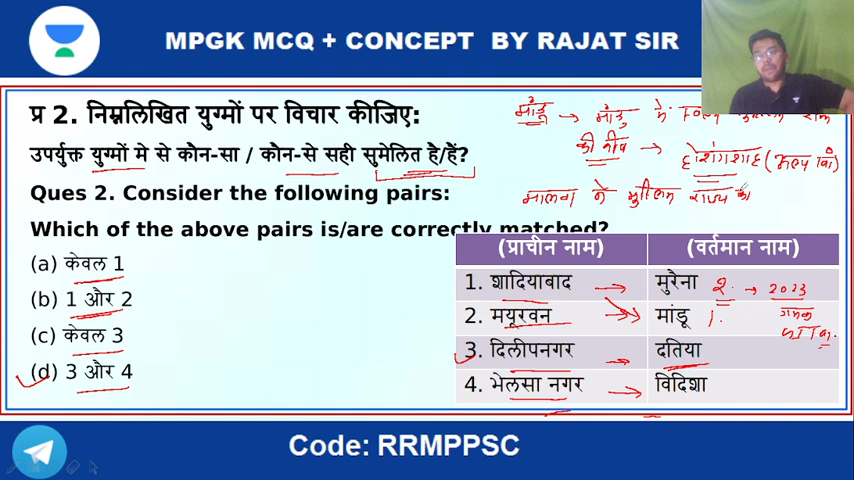 MPGK MCQ + CONCEPT BY RAJAT SIR
प्र 2. निम्नलिखित युग्मों पर विचार कीजिए:
उपर्युक्त युग्मों मे से कौन-सा / कौन-से सही सुमेलित है/हैं?
Ques 2. Consider the following pairs:
Which of the above pairs is/are correctly matched?
(a) केवल 1
(b) 1 और 2
(c) केवल 3
(d) 3 और 4
(प्राचीन नाम) (वर्तमान नाम)
1. शादियाबाद मुरैना
2. मयूरवन मांडू
3. दिलीपनगर दतिया
4. भेलसा नगर विदिशा
मांडू → मांडू में
की नींव → होशंगशाह
मालवा में मुस्लिम राज्य
2 → 2023
1.
Code: RRMPPSC